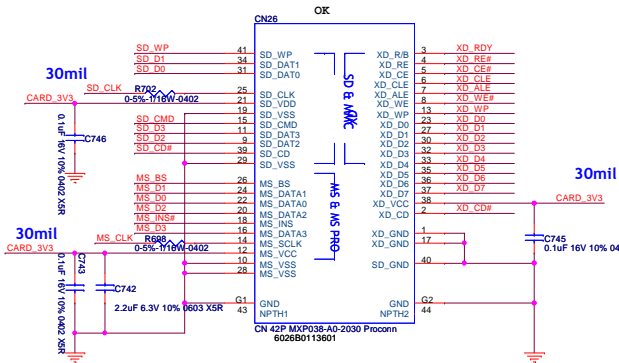 OK
CN26
SD_WP 41 SD_WP XD_R/B 3 XD_RDY
SD_D1 34 SD_DAT1 XD_RE 4 XD_RE#
SD_D0 31 SD_DAT0 XD_CE 5 XD_CE#
XD_CLE 6 XD_CLE
30mil
SD_CLK R702 25 SD_CLK XD_ALE 7 XD_ALE
CARD_3V3 0-5%-1/16W-0402 21 SD_VDD XD_WE 8 XD_WE#
19 SD_VSS XD_WP 13 XD_WP
SD_CMD 15 SD_CMD XD_D0 23 XD_D0
SD_D3 11 SD_DAT3 XD_D1 27 XD_D1
SD_D2 9 SD_DAT2 XD_D2 30 XD_D2
SD_CD# 39 SD_CD XD_D3 32 XD_D3
29 SD_VSS XD_D4 33 XD_D4
XD_D5 35 XD_D5
MS_BS 26 MS_BS XD_D6 36 XD_D6
MS_D1 24 MS_DATA1 XD_D7 37 XD_D7
MS_D0 22 MS_DATA0 XD_VCC 38 CARD_3V3
MS_D2 20 MS_DATA2 XD_CD 2 XD_CD#
MS_INS# 18 MS_INS
MS_D3 16 MS_DATA3 XD_GND 1
MS_CLK R698 14 MS_SCLK XD_GND 17
CARD_3V3 0-5%-1/16W-0402 12 MS_VCC
10 MS_VSS SD_GND 40
28 MS_VSS
G1 GND GND G2
43 NPTH1 NPTH2 44
CN 42P MXP038-A0-2030 Proconn
6026B0113601
SD & MMC
MS & MS PRO
C746
0.1uF 16V 10% 0402 X5R
30mil
C743
0.1uF 16V 10% 0402 X5R
C742
2.2uF 6.3V 10% 0603 X5R
30mil
C745
0.1uF 16V 10% 04